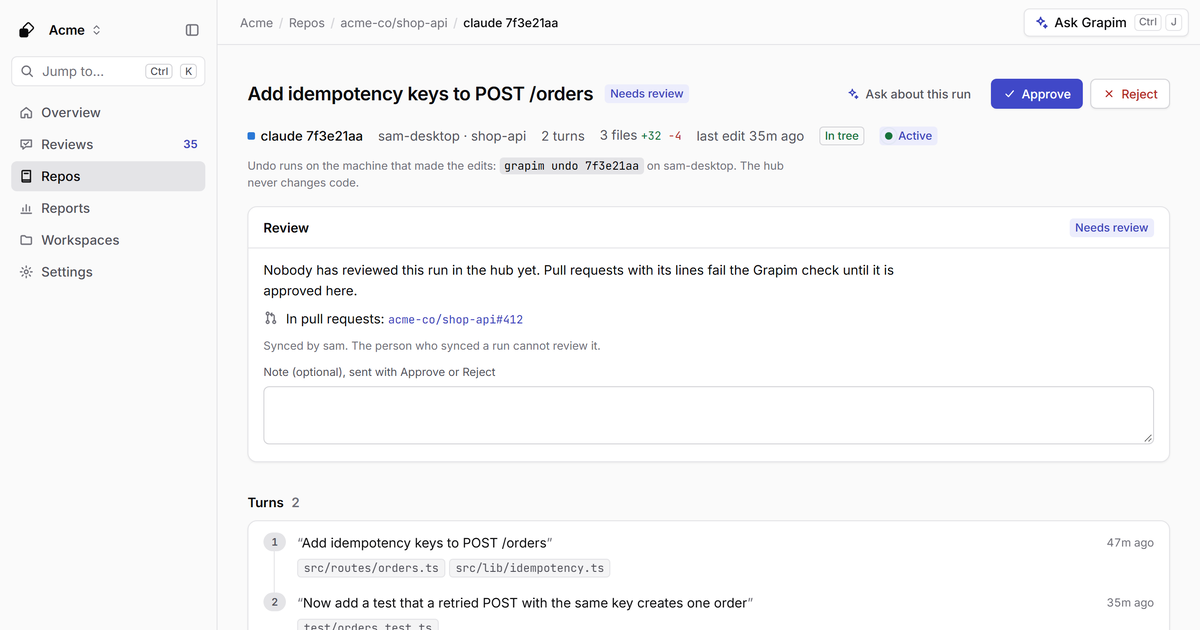 Acme
Acme / Repos / acme-co/shop-api / claude 7f3e21aa
Ask Grapim Ctrl J
Jump to... Ctrl K
Overview
Reviews 35
Repos
Reports
Workspaces
Settings
Add idempotency keys to POST /orders Needs review
Ask about this run
Approve
Reject
claude 7f3e21aa sam-desktop · shop-api 2 turns 3 files +32 -4 last edit 35m ago In tree Active
Undo runs on the machine that made the edits: grapim undo 7f3e21aa on sam-desktop. The hub
never changes code.
Review Needs review
Nobody has reviewed this run in the hub yet. Pull requests with its lines fail the Grapim check until it is
approved here.
In pull requests: acme-co/shop-api#412
Synced by sam. The person who synced a run cannot review it.
Note (optional), sent with Approve or Reject
Turns 2
1 “Add idempotency keys to POST /orders” 47m ago
src/routes/orders.ts src/lib/idempotency.ts
2 “Now add a test that a retried POST with the same key creates one order” 35m ago
test/orders.test.ts